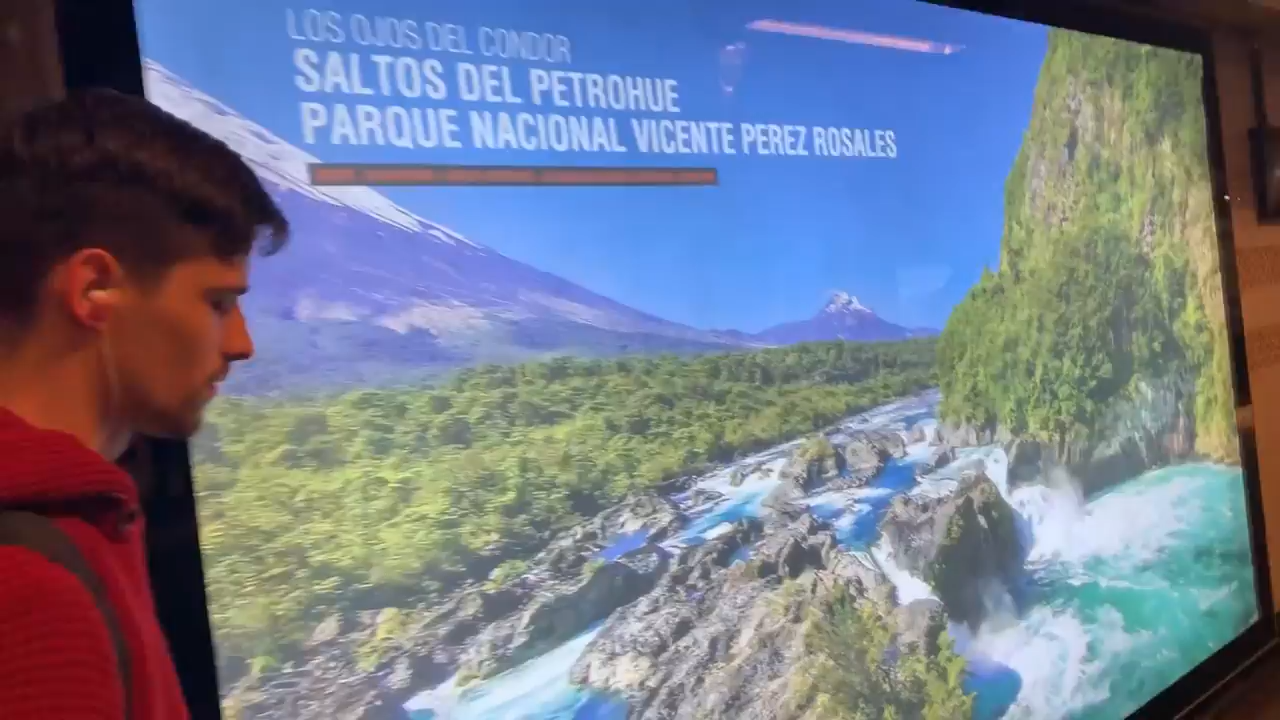 LOS OJOS DEL CONDOR
SALTOS DEL PETROHUE
PARQUE NACIONAL VICENTE PEREZ ROSALES